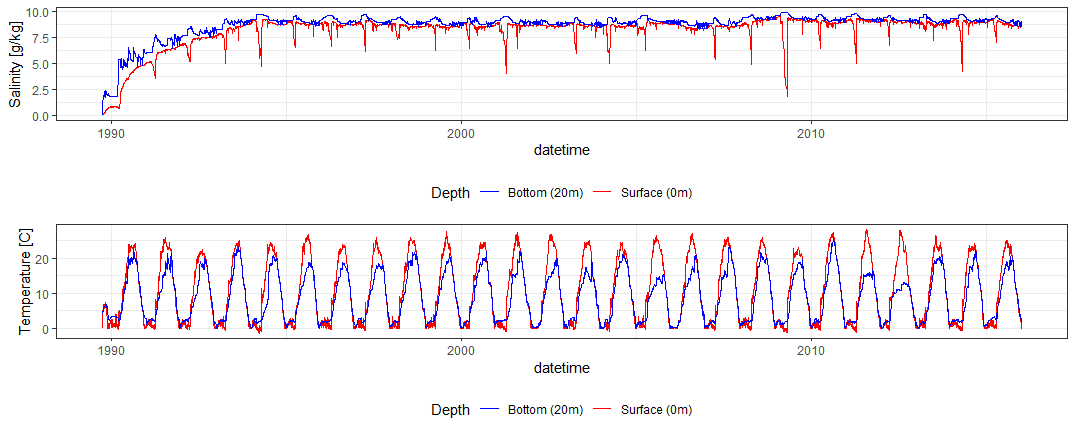 Salinity [g/kg]
10.0
7.5
5.0
2.5
0.0
1990 2000 2010
datetime
Depth Bottom (20m) Surface (0m)
Temperature [C]
20
10
0
1990 2000 2010
datetime
Depth Bottom (20m) Surface (0m)